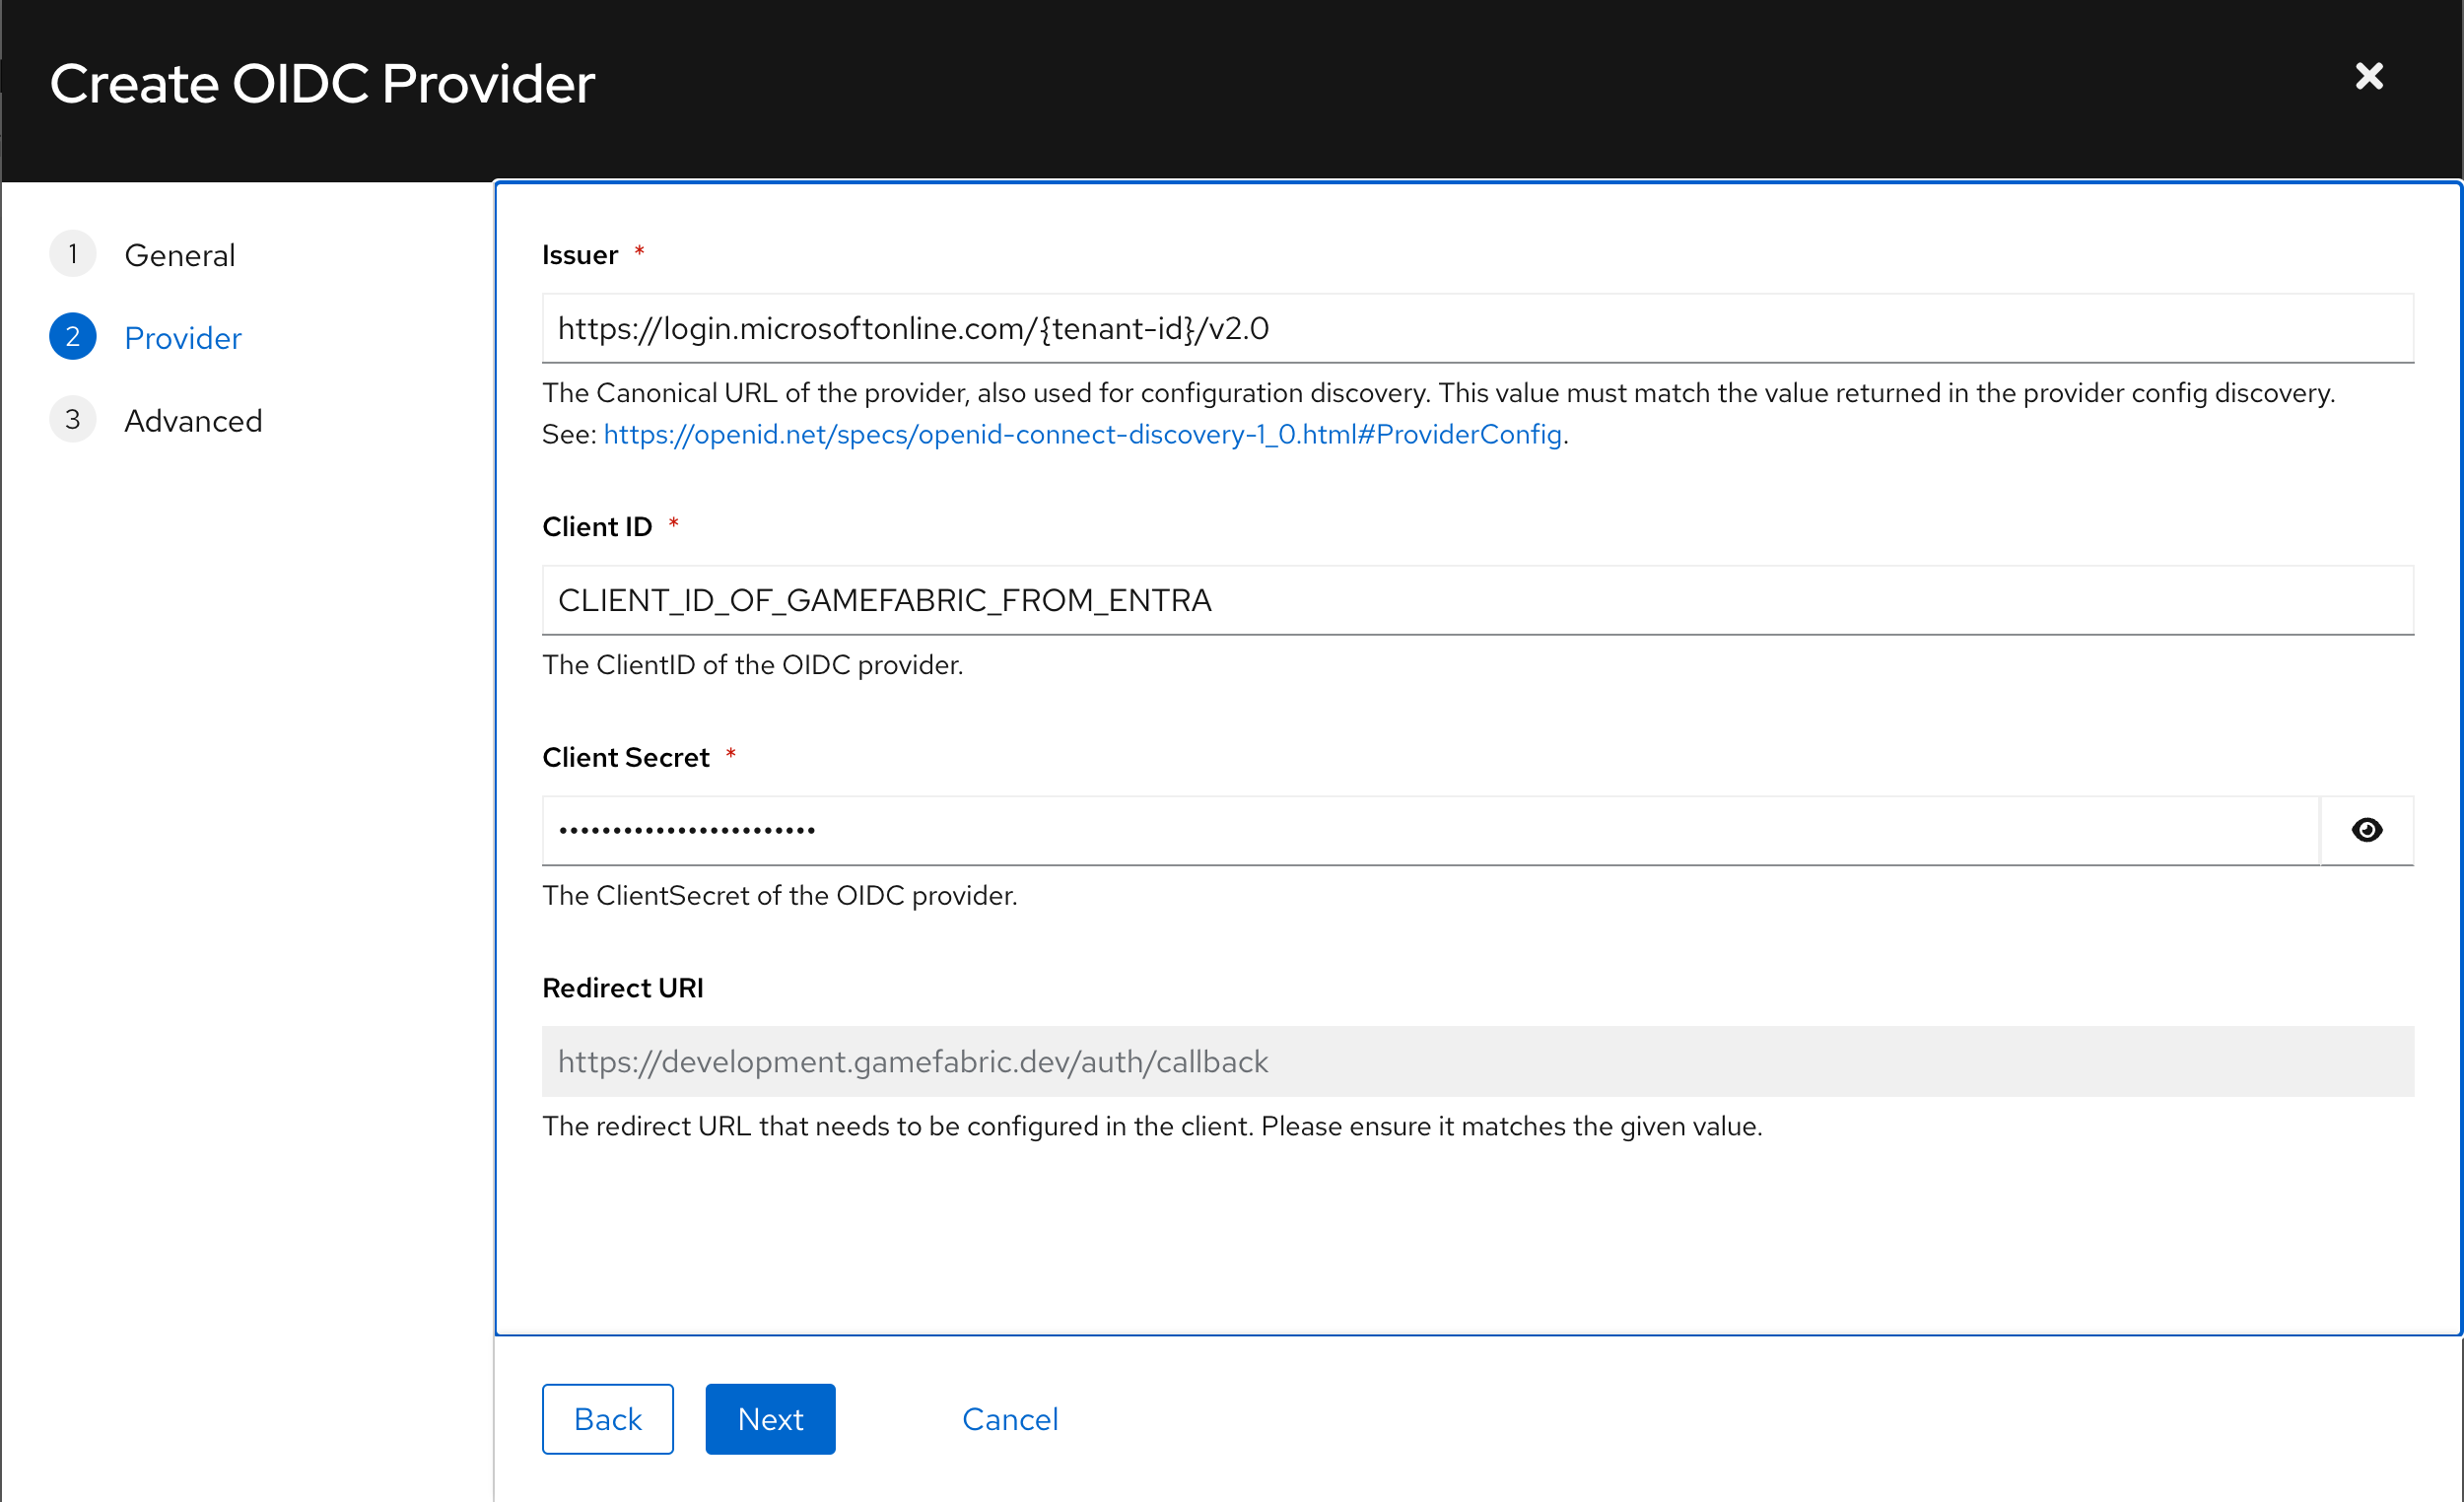 Create OIDC Provider
1 General
2 Provider
3 Advanced
Issuer *
https://login.microsoftonline.com/{tenant-id}/v2.0
The Canonical URL of the provider, also used for configuration discovery. This value must match the value returned in the provider config discovery.
See: https://openid.net/specs/openid-connect-discovery-1_0.html#ProviderConfig.
Client ID *
CLIENT_ID_OF_GAMEFABRIC_FROM_ENTRA
The ClientID of the OIDC provider.
Client Secret *
••••••••••••••••••••••••
The ClientSecret of the OIDC provider.
Redirect URI
https://development.gamefabric.dev/auth/callback
The redirect URL that needs to be configured in the client. Please ensure it matches the given value.
Back Next Cancel